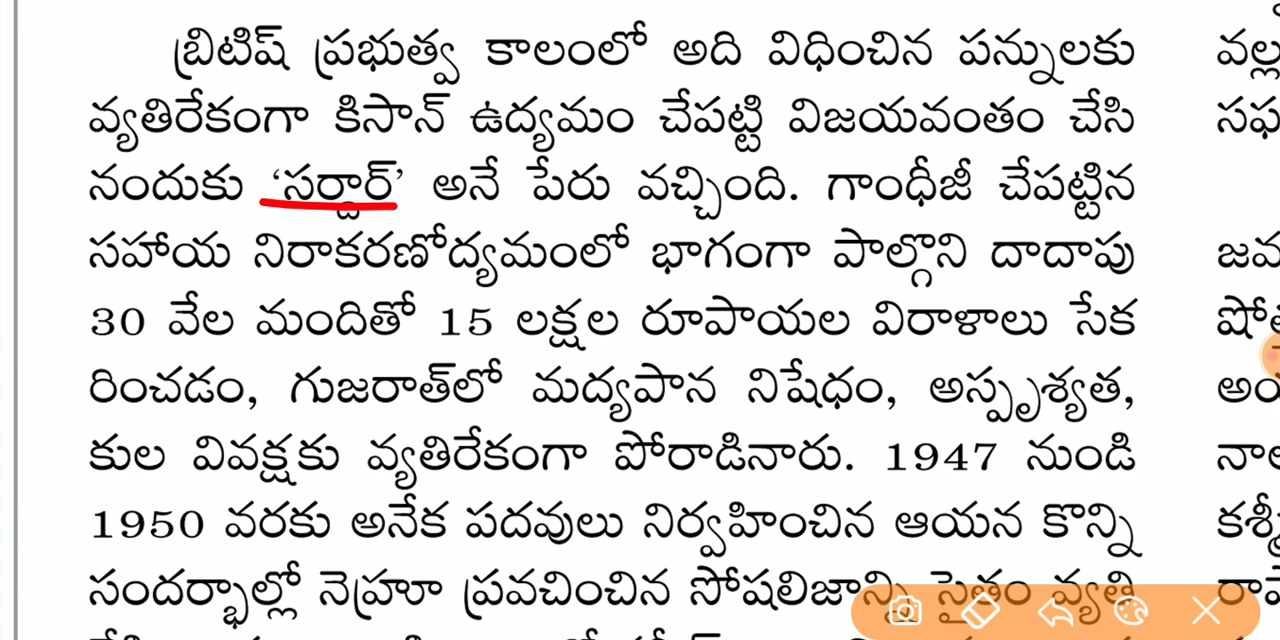 బ్రిటిష్ ప్రభుత్వ కాలంలో అది విధించిన పన్నులకు
వ్యతిరేకంగా కిసాన్ ఉద్యమం చేపట్టి విజయవంతం చేసి
నందుకు ‘సర్దార్’ అనే పేరు వచ్చింది. గాంధీజీ చేపట్టిన
సహాయ నిరాకరణోద్యమంలో భాగంగా పాల్గొని దాదాపు
30 వేల మందితో 15 లక్షల రూపాయల విరాళాలు సేక
రించడం, గుజరాత్‌లో మద్యపాన నిషేధం, అస్పృశ్యత,
కుల వివక్షకు వ్యతిరేకంగా పోరాడినారు. 1947 నుండి
1950 వరకు అనేక పదవులు నిర్వహించిన ఆయన కొన్ని
సందర్భాల్లో నెహ్రూ ప్రవచించిన సోషలిజాన్ని సైతం వ్యతి